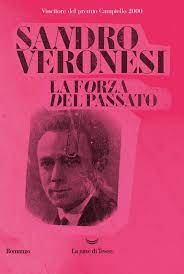 Vincitore del premio Campiello 2000
SANDRO
VERONESI
LA FORZA
DEL PASSATO
Romanzo
La nave di Teseo